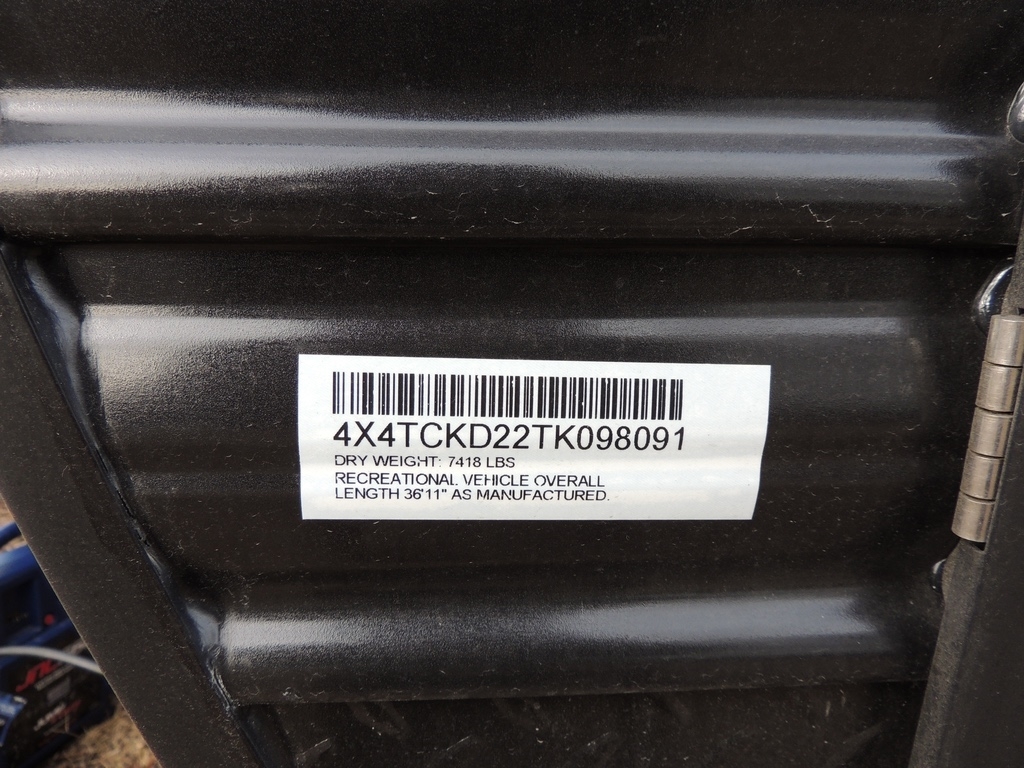 4X4TCKD22TK098091
DRY WEIGHT: 7418 LBS
RECREATIONAL VEHICLE OVERALL
LENGTH 36'11" AS MANUFACTURED.